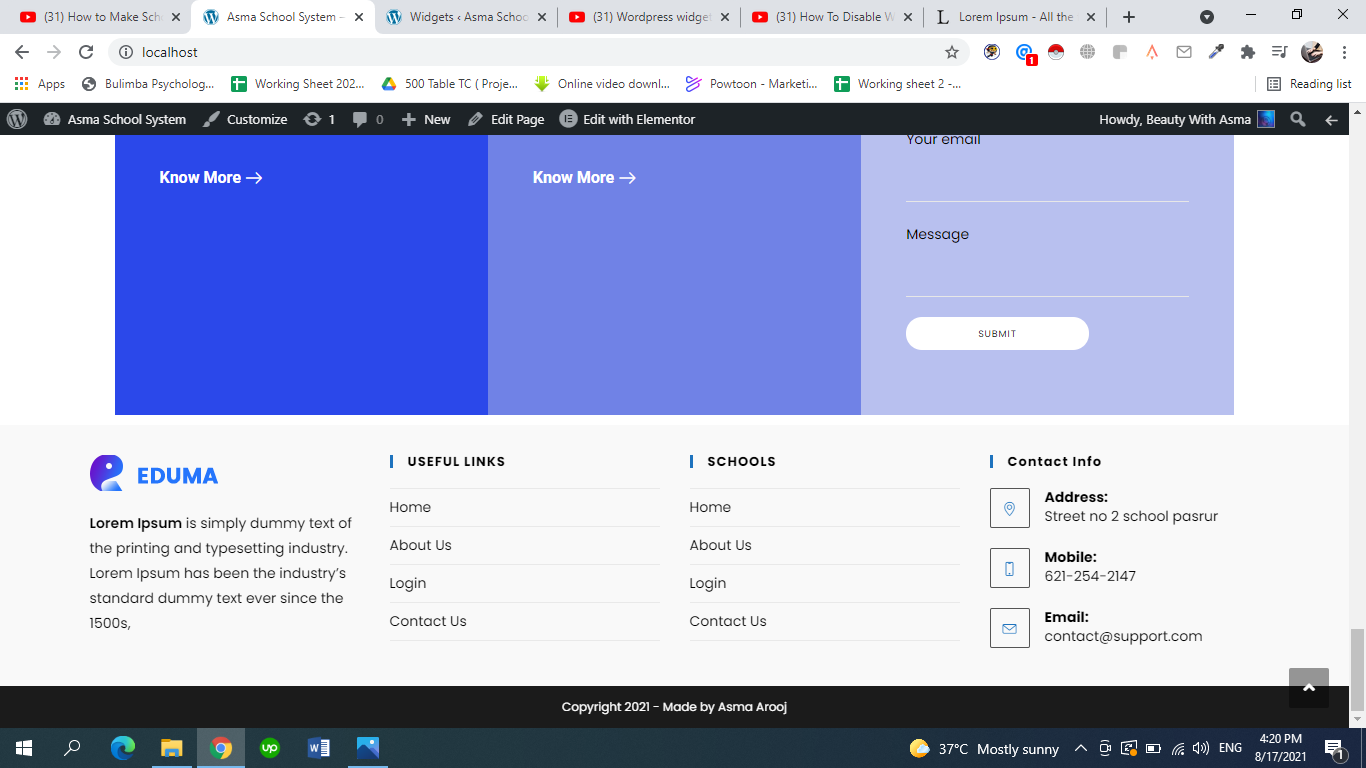 (31) How to Make Sch
Asma School System –
Widgets ‹ Asma Schoo
(31) Wordpress widget
(31) How To Disable W
Lorem Ipsum - All the
localhost
1
Apps
Bulimba Psycholog...
Working Sheet 202...
500 Table TC ( Proje...
Online video downl...
Powtoon - Marketi...
Working sheet 2 -...
Reading list
Asma School System
Customize
1
0
New
Edit Page
Edit with Elementor
Howdy, Beauty With Asma
Know More
Know More
Your email
Message
SUBMIT
EDUMA
Lorem Ipsum is simply dummy text of
the printing and typesetting industry.
Lorem Ipsum has been the industry’s
standard dummy text ever since the
1500s,
USEFUL LINKS
Home
About Us
Login
Contact Us
SCHOOLS
Home
About Us
Login
Contact Us
Contact Info
Address:
Street no 2 school pasrur
Mobile:
621-254-2147
Email:
contact@support.com
Copyright 2021 - Made by Asma Arooj
up
37°C Mostly sunny
ENG
4:20 PM
8/17/2021
1